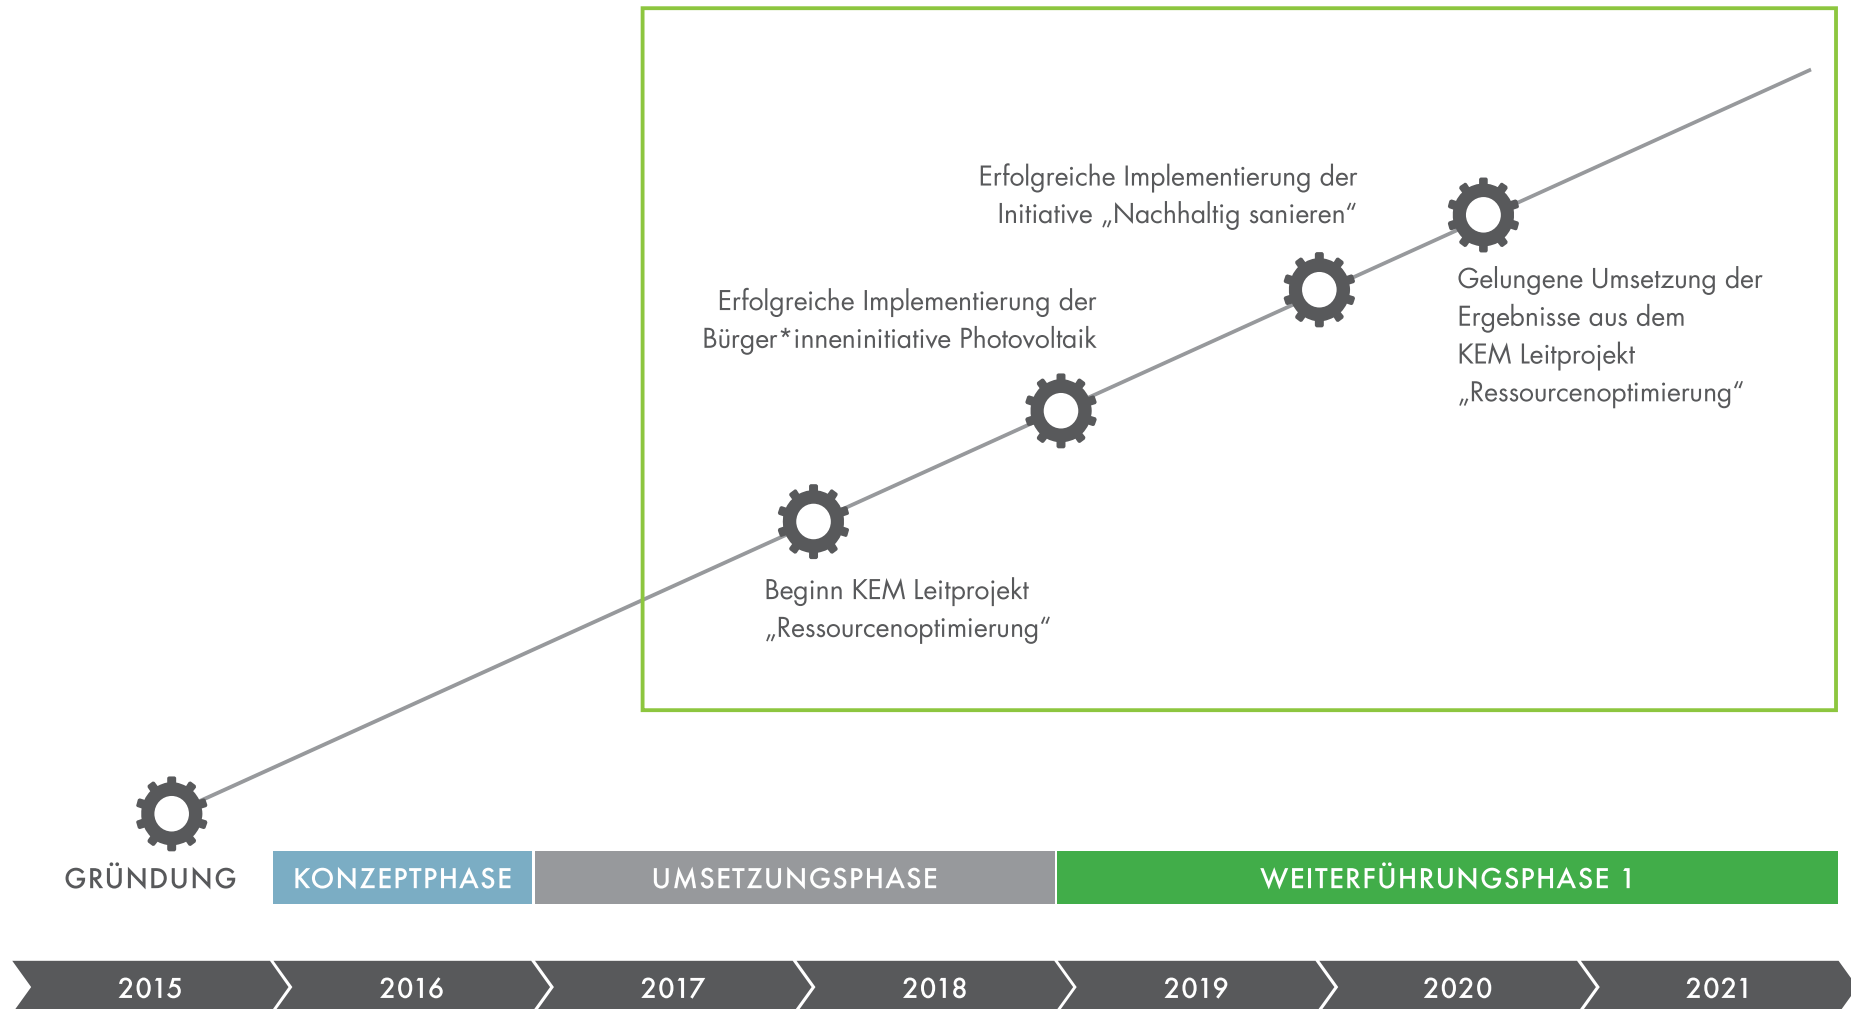 Erfolgreiche Implementierung der
Initiative „Nachhaltig sanieren“
Gelungene Umsetzung der
Ergebnisse aus dem
KEM Leitprojekt
„Ressourcenoptimierung“
Erfolgreiche Implementierung der
Bürger*inneninitiative Photovoltaik
Beginn KEM Leitprojekt
„Ressourcenoptimierung“
GRÜNDUNG
KONZEPTPHASE
UMSETZUNGSPHASE
WEITERFÜHRUNGSPHASE 1
2015
2016
2017
2018
2019
2020
2021